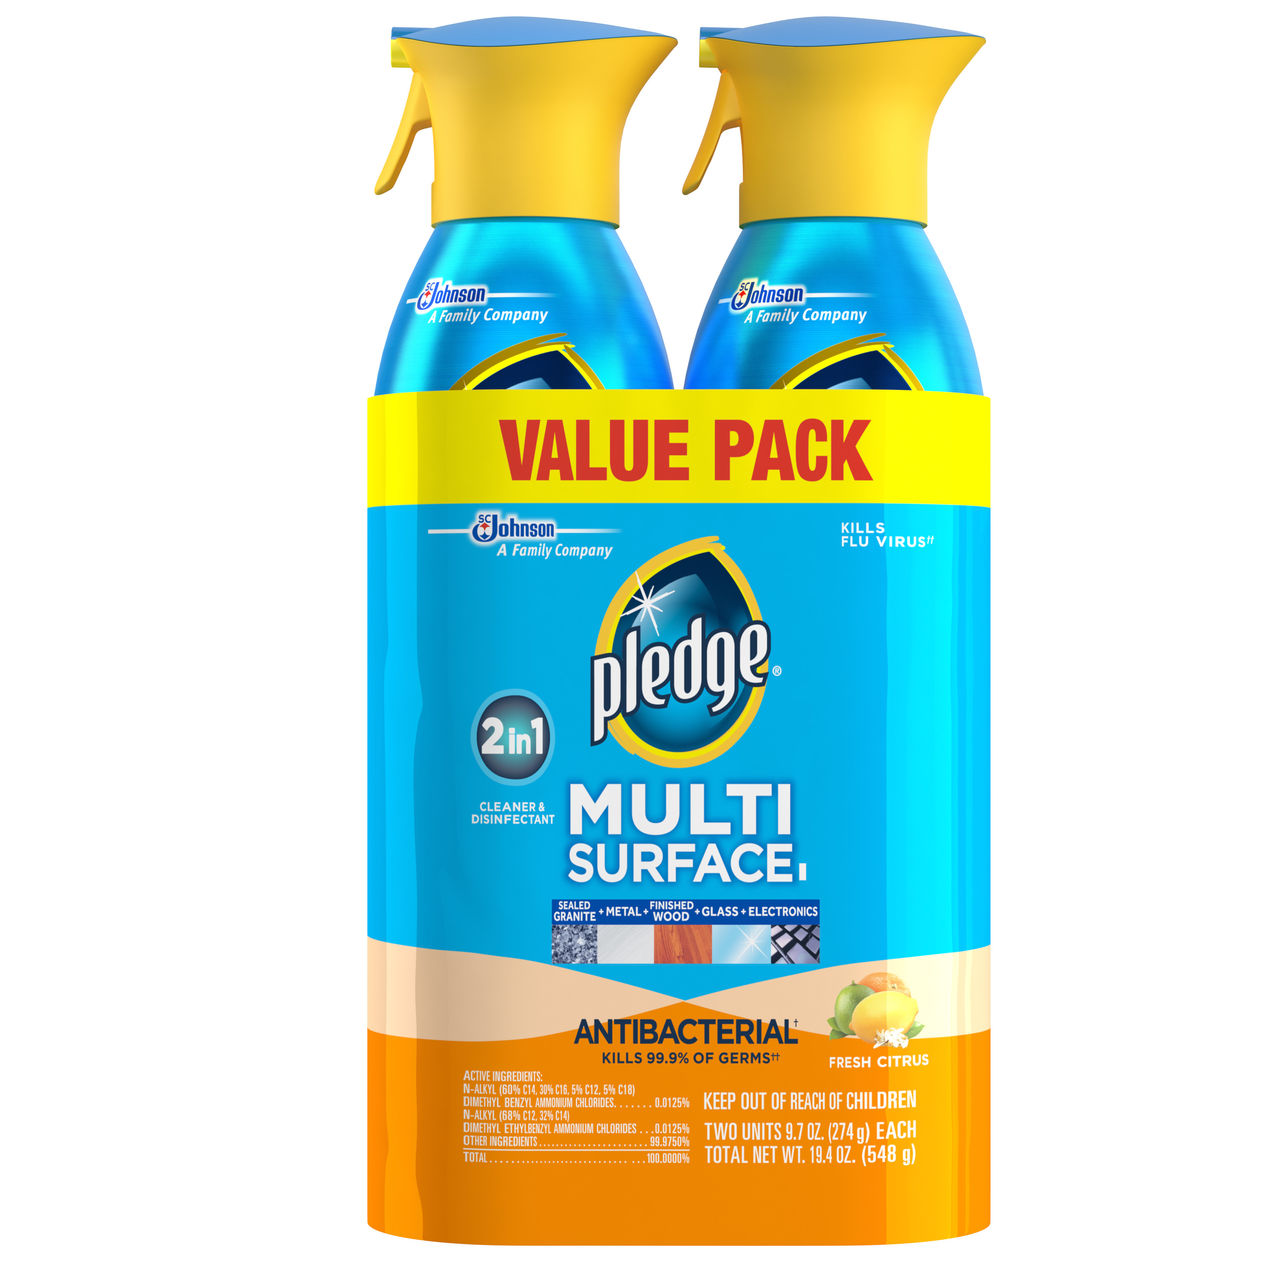 SC Johnson
A Family Company
SC Johnson
A Family Company
VALUE PACK
SC Johnson
A Family Company
KILLS
FLU VIRUS††
pledge®
2in1
CLEANER &
DISINFECTANT
MULTI
SURFACE
SEALED GRANITE + METAL + FINISHED WOOD + GLASS + ELECTRONICS
ANTIBACTERIAL†
KILLS 99.9% OF GERMS††
FRESH CITRUS
ACTIVE INGREDIENTS:
N-ALKYL (60% C14, 30% C16, 5% C12, 5% C18)
DIMETHYL BENZYL AMMONIUM CHLORIDES.......0.0125%
N-ALKYL (68% C12, 32% C14)
DIMETHYL ETHYLBENZYL AMMONIUM CHLORIDES...0.0125%
OTHER INGREDIENTS....................99.9750%
TOTAL............................100.0000%
KEEP OUT OF REACH OF CHILDREN
TWO UNITS 9.7 OZ. (274 g) EACH
TOTAL NET WT. 19.4 OZ. (548 g)